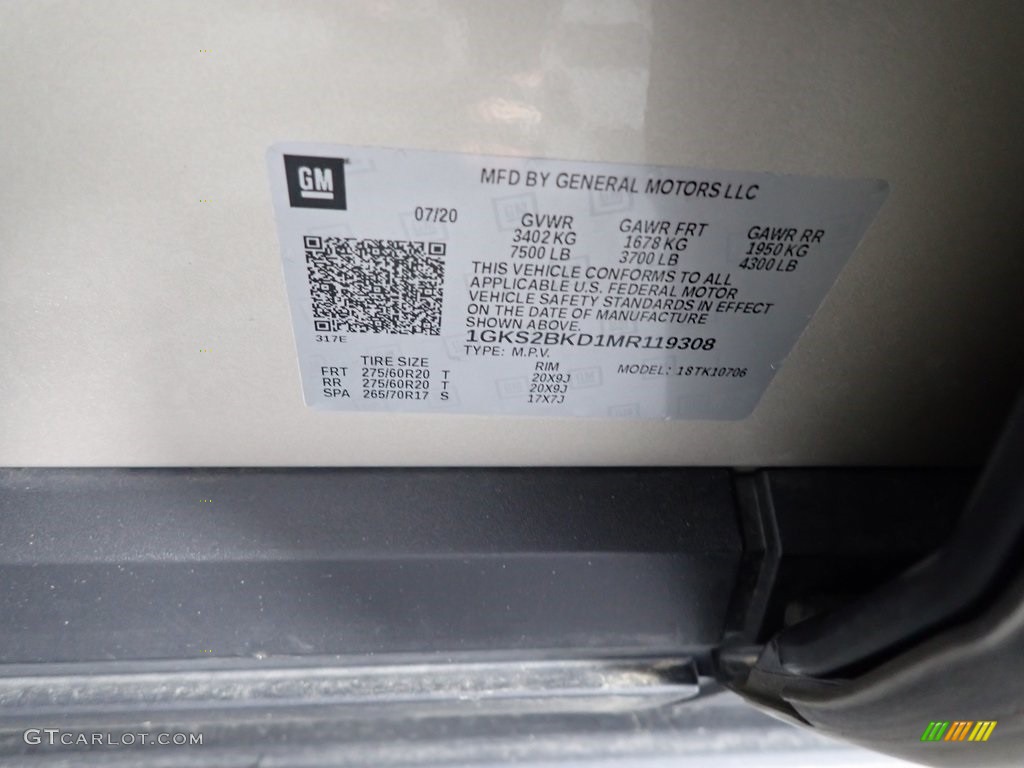 GM
MFD BY GENERAL MOTORS LLC
07/20
GVWR
3402 KG
7500 LB
GAWR FRT
1678 KG
3700 LB
GAWR RR
1950 KG
4300 LB
THIS VEHICLE CONFORMS TO ALL
APPLICABLE U.S. FEDERAL MOTOR
VEHICLE SAFETY STANDARDS IN EFFECT
ON THE DATE OF MANUFACTURE
SHOWN ABOVE.
317E
1GKS2BKD1MR119308
TYPE: M.P.V.
MODEL: 18TK10706
TIRE SIZE
RIM
FRT 275/60R20 T 20X9J
RR 275/60R20 T 20X9J
SPA 265/70R17 S 17X7J
GTCARLOT.COM